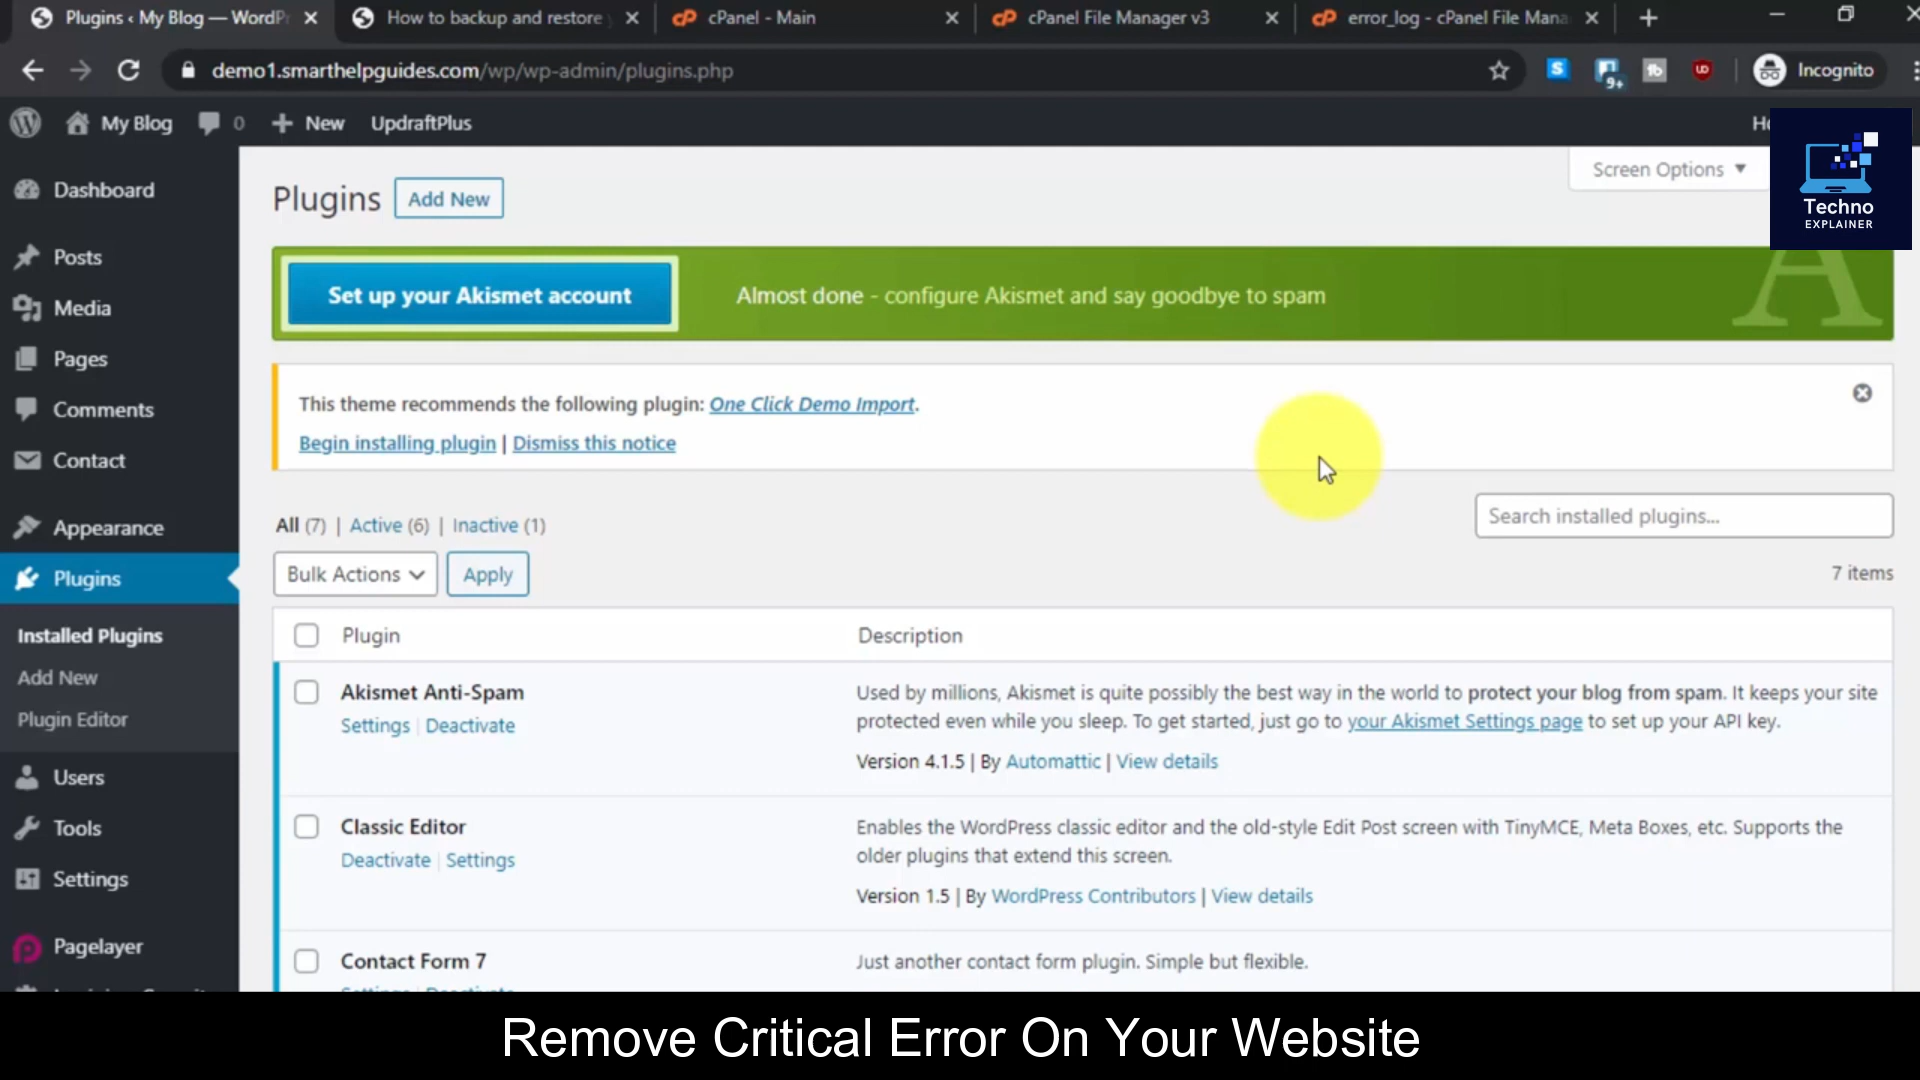 Plugins ‹ My Blog — WordPr
How to backup and restore
cPanel - Main
cPanel File Manager v3
error_log - cPanel File Mana
demo1.smarthelpguides.com/wp/wp-admin/plugins.php
S
9+
tb
Incognito
My Blog
0
New
UpdraftPlus
Screen Options
Techno
EXPLAINER
Dashboard
Posts
Media
Pages
Comments
Contact
Appearance
Plugins
Installed Plugins
Add New
Plugin Editor
Users
Tools
Settings
Pagelayer
Plugins
Add New
Set up your Akismet account
Almost done - configure Akismet and say goodbye to spam
A
This theme recommends the following plugin: One Click Demo Import.
Begin installing plugin | Dismiss this notice
All (7) | Active (6) | Inactive (1)
Search installed plugins...
Bulk Actions
Apply
7 items
Plugin
Description
Akismet Anti-Spam
Settings | Deactivate
Used by millions, Akismet is quite possibly the best way in the world to protect your blog from spam. It keeps your site
protected even while you sleep. To get started, just go to your Akismet Settings page to set up your API key.
Version 4.1.5 | By Automattic | View details
Classic Editor
Deactivate | Settings
Enables the WordPress classic editor and the old-style Edit Post screen with TinyMCE, Meta Boxes, etc. Supports the
older plugins that extend this screen.
Version 1.5 | By WordPress Contributors | View details
Contact Form 7
Just another contact form plugin. Simple but flexible.
Remove Critical Error On Your Website